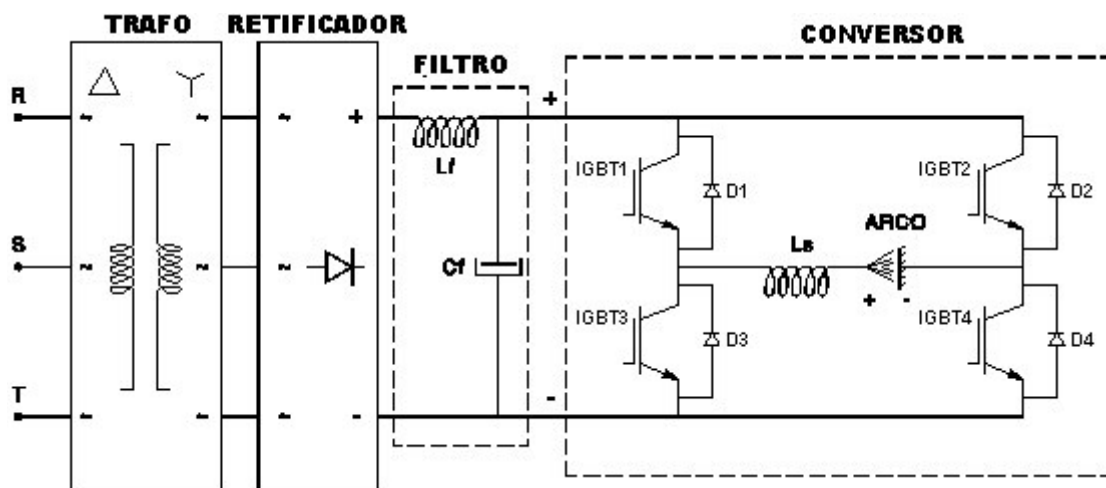 TRAFO
RETIFICADOR
CONVERSOR
FILTRO
R
~
~
~
+
+
Lf
IGBT1
D1
IGBT2
D2
ARCO
S
~
~
~
Cf
Ls
+ -
IGBT3
D3
IGBT4
D4
T
~
~
~
-
-